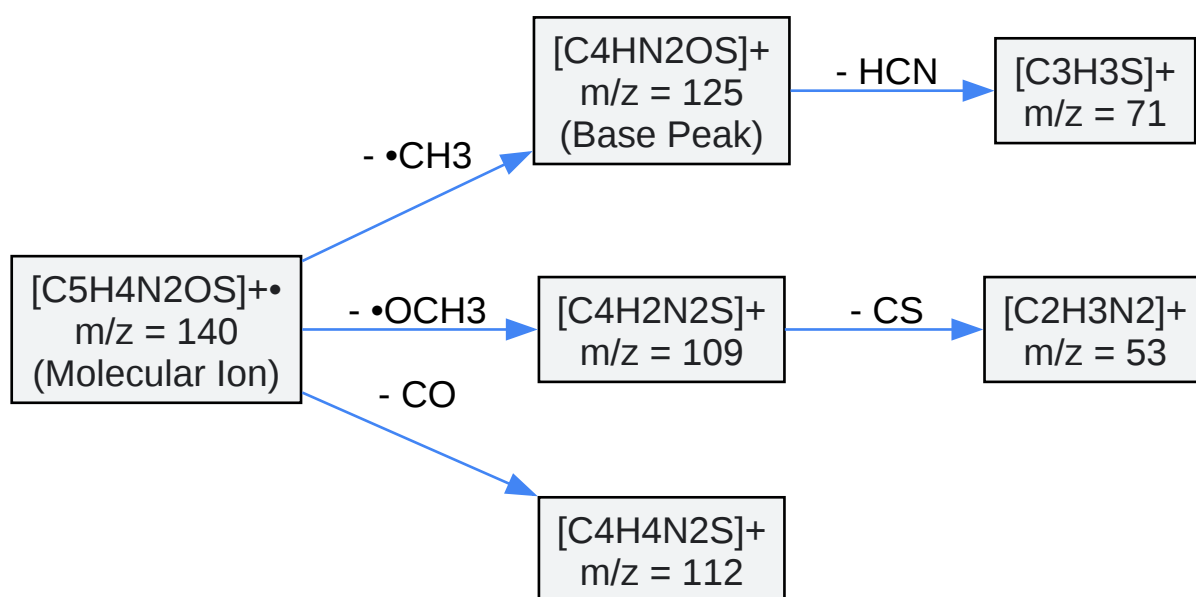 [C4HN2OS]+
m/z = 125
(Base Peak)
- HCN
[C3H3S]+
m/z = 71
- •CH3
[C5H4N2OS]+•
m/z = 140
(Molecular Ion)
- •OCH3
[C4H2N2S]+
m/z = 109
- CS
[C2H3N2]+
m/z = 53
- CO
[C4H4N2S]+
m/z = 112